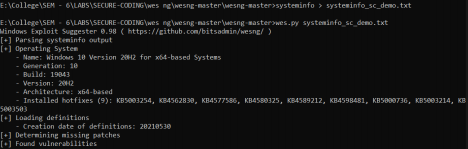 E:\College\SEM - 6\LABS\SECURE-CODING\wes ng\wesng-master\wesng-master>systeminfo > systeminfo_sc_demo.txt
E:\College\SEM - 6\LABS\SECURE-CODING\wes ng\wesng-master\wesng-master>wes.py systeminfo_sc_demo.txt
Windows Exploit Suggester 0.98 ( https://github.com/bitsadmin/wesng/ )
[+] Parsing systeminfo output
[+] Operating System
- Name: Windows 10 Version 20H2 for x64-based Systems
- Generation: 10
- Build: 19043
- Version: 20H2
- Architecture: x64-based
- Installed hotfixes (9): KB5003254, KB4562830, KB4577586, KB4580325, KB4589212, KB4598481, KB5000736, KB5003214, KB
5003503
[+] Loading definitions
- Creation date of definitions: 20210530
[+] Determining missing patches
[+] Found vulnerabilities